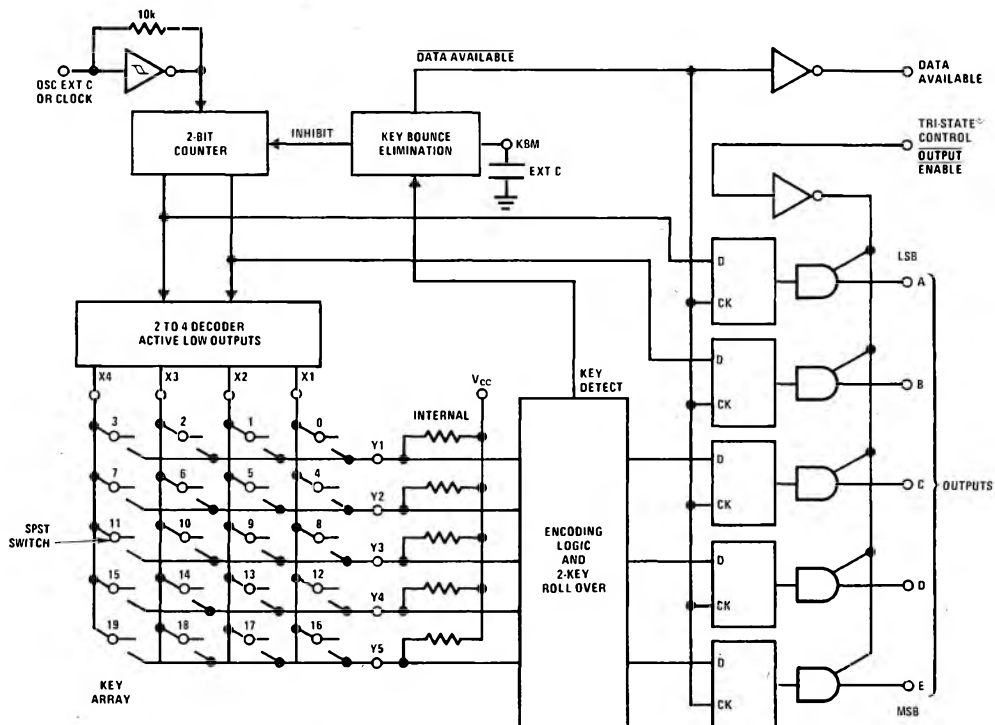 10k
OSC EXT C
OR CLOCK
2-BIT
COUNTER
INHIBIT
KEY BOUNCE
ELIMINATION
DATA AVAILABLE
KBM
EXT C
DATA
AVAILABLE
TRI-STATE
CONTROL
OUTPUT
ENABLE
2 TO 4 DECODER
ACTIVE LOW OUTPUTS
X4 X3 X2 X1
VCC
KEY
DETECT
INTERNAL
3 2 1 0 Y1
7 6 5 4 Y2
11 10 9 8 Y3
15 14 13 12 Y4
19 18 17 16 Y5
SPST
SWITCH
KEY
ARRAY
ENCODING
LOGIC
AND
2-KEY
ROLL OVER
D
CK
LSB
A
D
CK
B
D
CK
C
OUTPUTS
D
CK
D
D
CK
E
MSB